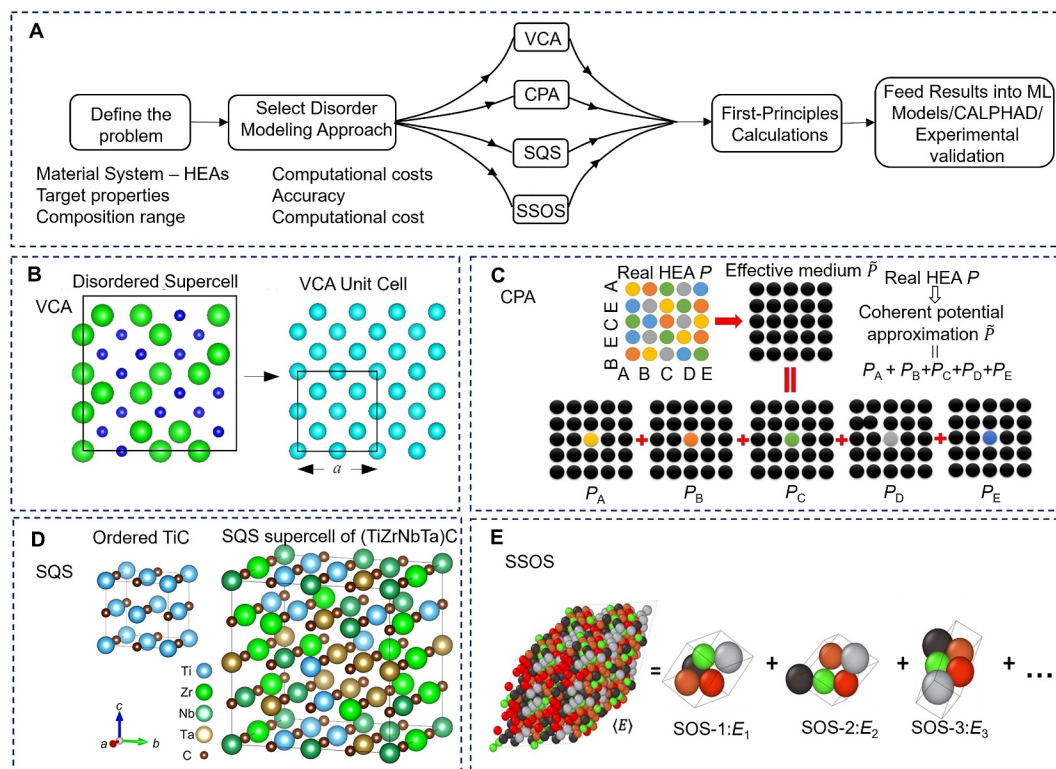 A
Define the
problem
Material System – HEAs
Target properties
Composition range
Select Disorder
Modeling Approach
Computational costs
Accuracy
Computational cost
VCA
CPA
SQS
SSOS
First-Principles
Calculations
Feed Results into ML
Models/CALPHAD/
Experimental
validation
B
VCA
Disordered Supercell
VCA Unit Cell
a
C
CPA
Real HEA P
A
E
C
E
B
A B C D E
Effective medium P̃
Real HEA P
⇩
Coherent potential
approximation P̃
=
P_A + P_B+P_C+P_D+P_E
=
+ + + +
P_A P_B P_C P_D P_E
D
SQS
Ordered TiC
SQS supercell of (TiZrNbTa)C
Ti
Zr
Nb
Ta
C
c
a
b
E
SSOS
⟨E⟩
= + + + ...
SOS-1:E₁
SOS-2:E₂
SOS-3:E₃